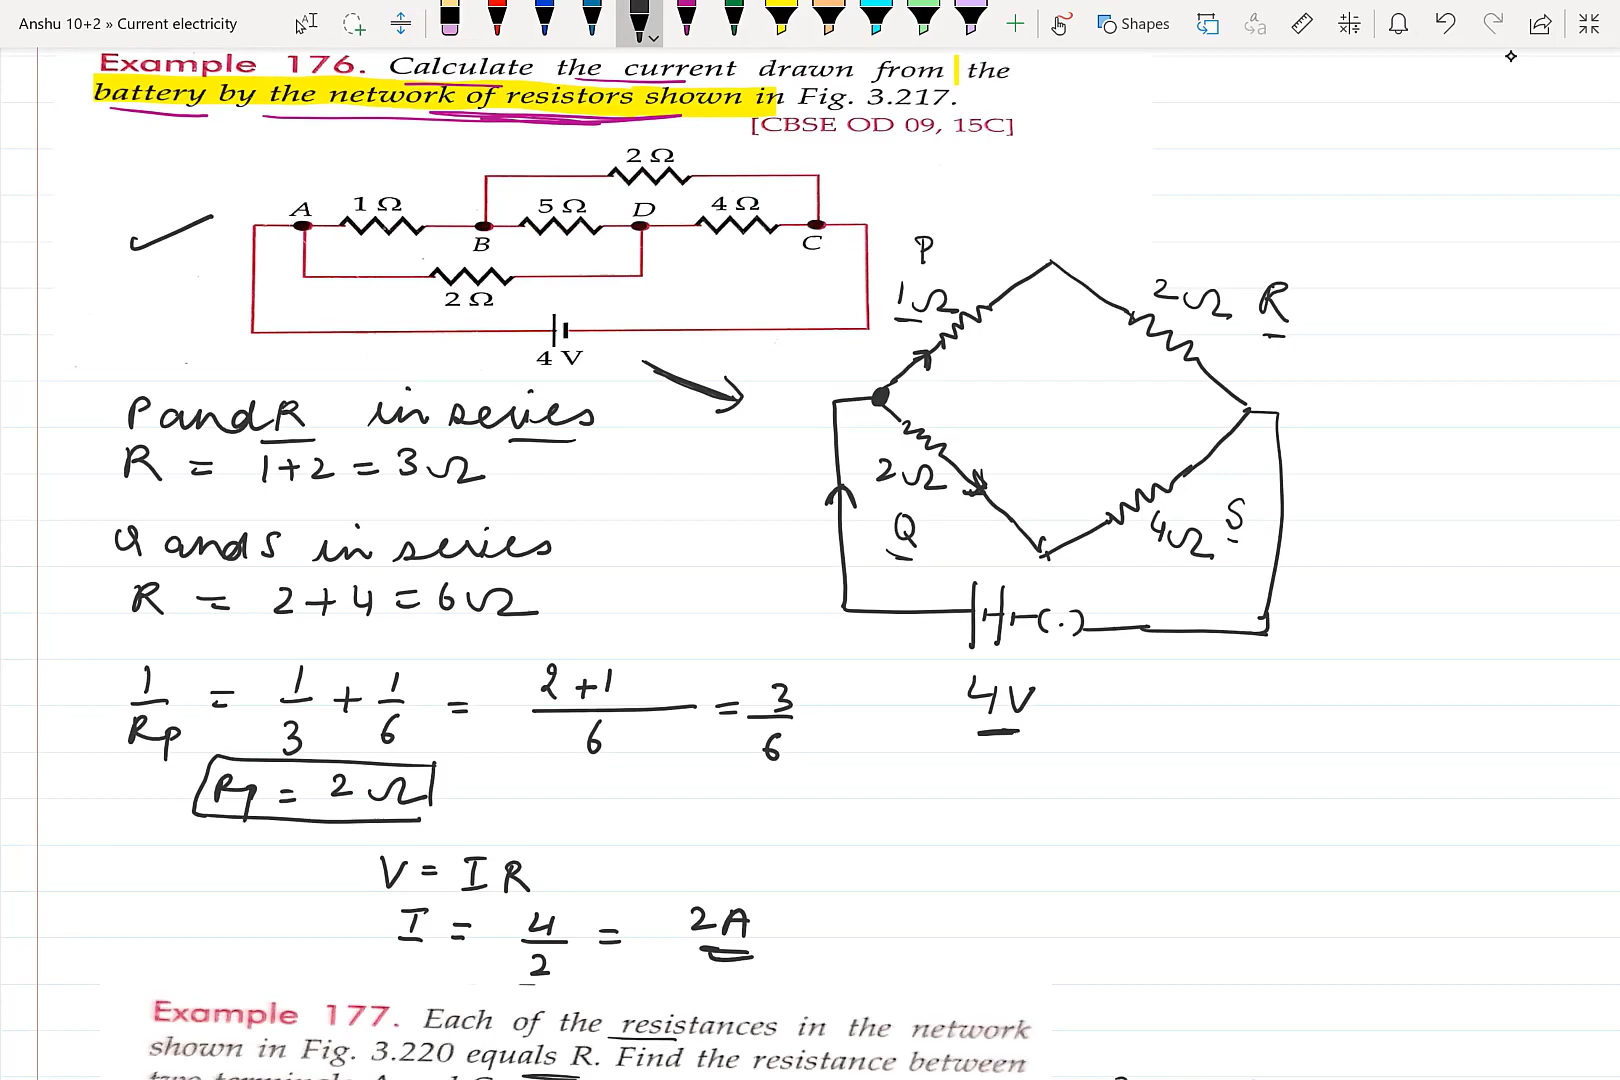 Anshu 10+2 » Current electricity
Shapes
Example 176. Calculate the current drawn from the
battery by the network of resistors shown in Fig. 3.217.
[CBSE OD 09, 15C]
2 Ω
A 1 Ω 5 Ω D 4 Ω
B C
2 Ω
4 V
P
1Ω 2Ω R
2Ω
Q 4Ω S
4V
P and R in series
R = 1+2 = 3Ω
Q and S in series
R = 2+4 = 6Ω
1/Rp = 1/3 + 1/6 = 2+1/6 = 3/6
Rp = 2 Ω
V = I R
I = 4/2 = 2A
Example 177. Each of the resistances in the network
shown in Fig. 3.220 equals R. Find the resistance between